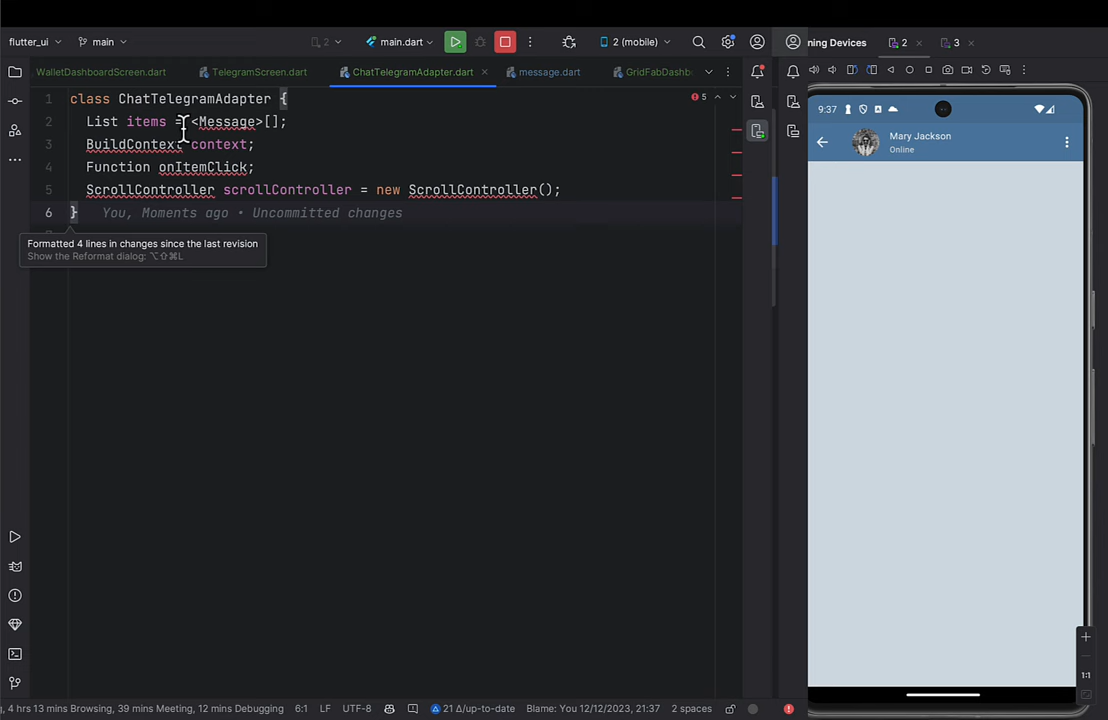 flutter_ui
main
2
main.dart
2 (mobile)
ning Devices
2
3
WalletDashboardScreen.dart
TelegramScreen.dart
ChatTelegramAdapter.dart
message.dart
GridFabDashb
1 class ChatTelegramAdapter {
5
2 List items = <Message>[];
3 BuildContext context;
4 Function onItemClick;
5 ScrollController scrollController = new ScrollController();
6 } You, Moments ago • Uncommitted changes
Formatted 4 lines in changes since the last revision
Show the Reformat dialog: ⌥⇧⌘L
9:37
Mary Jackson
Online
1:1
g, 4 hrs 13 mins Browsing, 39 mins Meeting, 12 mins Debugging
6:1
LF
UTF-8
21 Δ/up-to-date
Blame: You 12/12/2023, 21:37
2 spaces